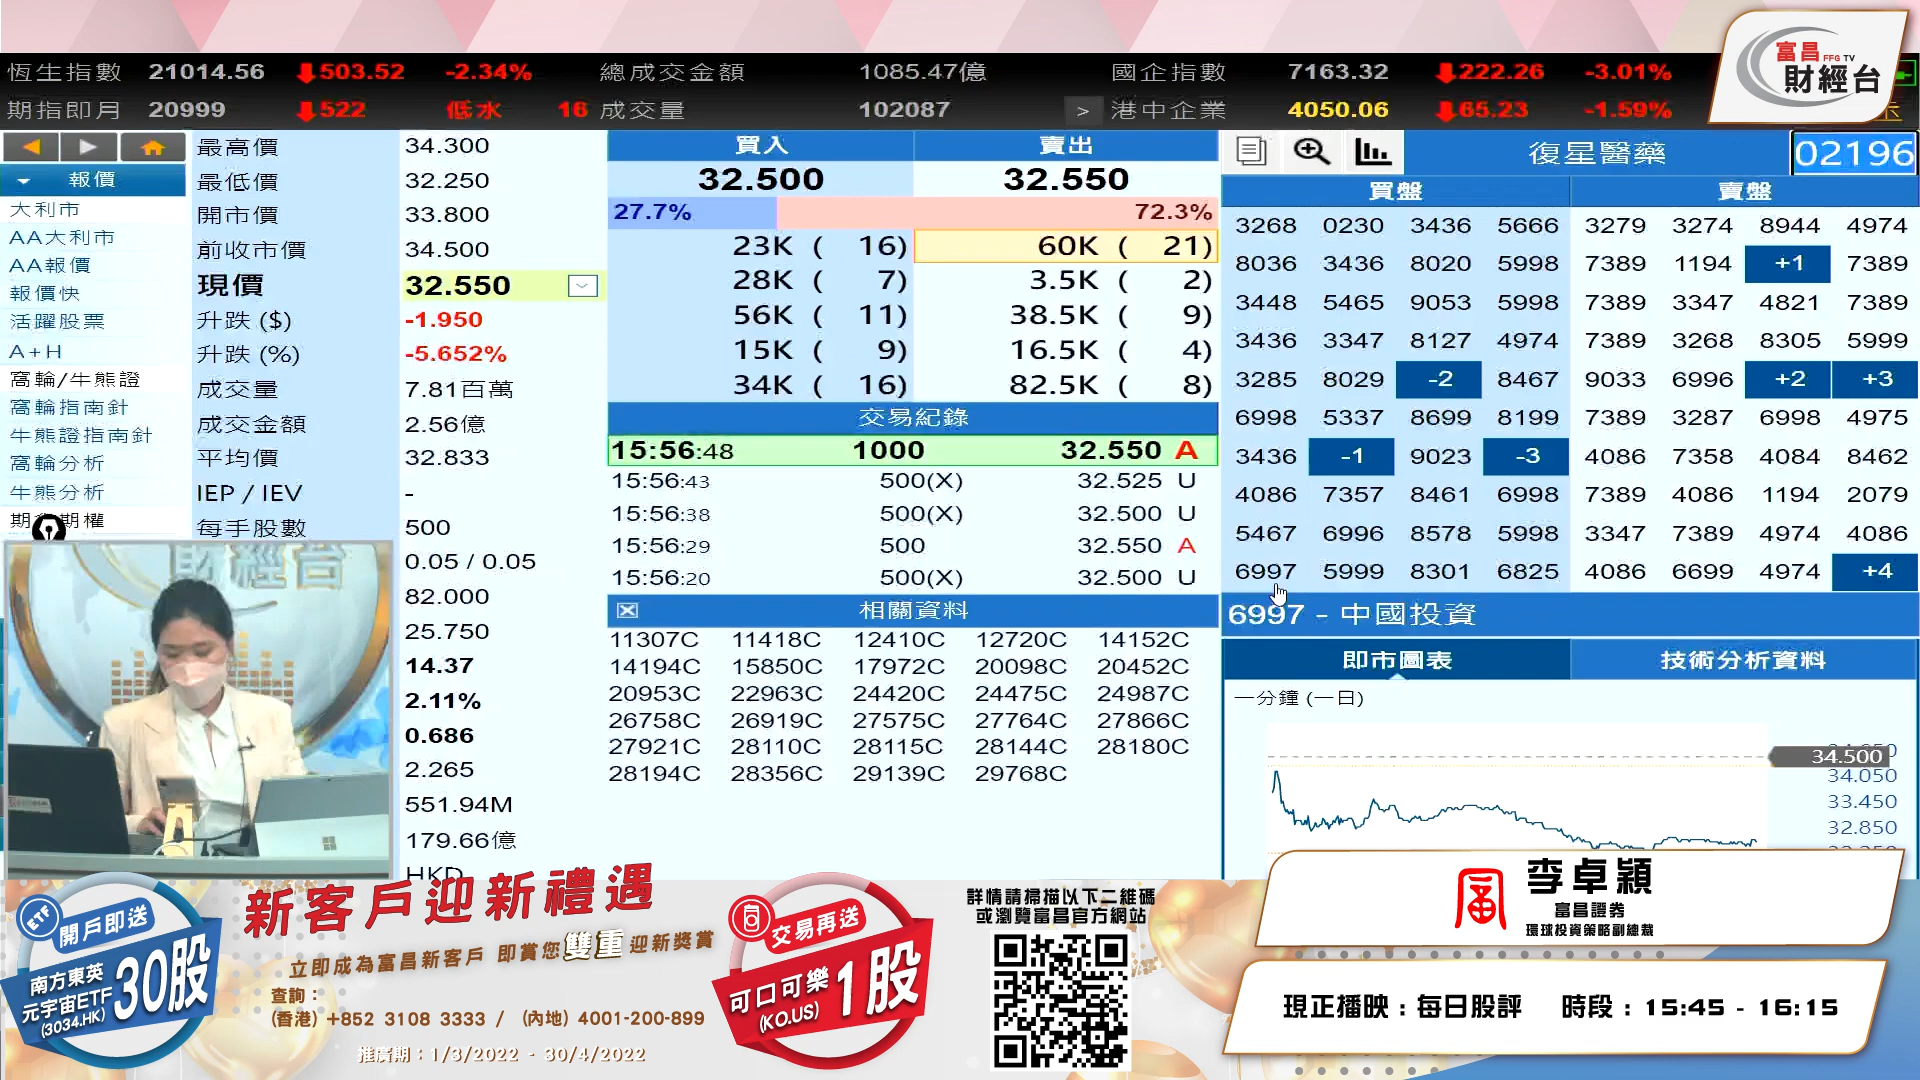 恆生指數 21014.56 503.52 -2.34% 總成交金額 1085.47億 國企指數 7163.32 222.26 -3.01%
期指即月 20999 522 低水 16 成交量 102087 > 港中企業 4050.06 65.23 -1.59%
富昌 FFG TV
財經台
報價
大利市
AA大利市
AA報價
報價快
活躍股票
A+H
窩輪/牛熊證
窩輪指南針
牛熊證指南針
窩輪分析
牛熊分析
最高價 34.300
最低價 32.250
開市價 33.800
前收市價 34.500
現價 32.550
升跌 ($) -1.950
升跌 (%) -5.652%
成交量 7.81百萬
成交金額 2.56億
平均價 32.833
IEP / IEV -
每手股數 500
0.05 / 0.05
82.000
25.750
14.37
2.11%
0.686
2.265
551.94M
179.66億
HKD
買入 賣出
32.500 32.550
27.7% 72.3%
23K ( 16) 60K ( 21)
28K ( 7) 3.5K ( 2)
56K ( 11) 38.5K ( 9)
15K ( 9) 16.5K ( 4)
34K ( 16) 82.5K ( 8)
交易紀錄
15:56:48 1000 32.550 A
15:56:43 500(X) 32.525 U
15:56:38 500(X) 32.500 U
15:56:29 500 32.550 A
15:56:20 500(X) 32.500 U
相關資料
11307C 11418C 12410C 12720C 14152C
14194C 15850C 17972C 20098C 20452C
20953C 22963C 24420C 24475C 24987C
26758C 26919C 27575C 27764C 27866C
27921C 28110C 28115C 28144C 28180C
28194C 28356C 29139C 29768C
復星醫藥 02196
買盤 賣盤
3268 0230 3436 5666 3279 3274 8944 4974
8036 3436 8020 5998 7389 1194 +1 7389
3448 5465 9053 5998 7389 3347 4821 7389
3436 3347 8127 4974 7389 3268 8305 5999
3285 8029 -2 8467 9033 6996 +2 +3
6998 5337 8699 8199 7389 3287 6998 4975
3436 -1 9023 -3 4086 7358 4084 8462
4086 7357 8461 6998 7389 4086 1194 2079
5467 6996 8578 5998 3347 7389 4974 4086
6997 5999 8301 6825 4086 6699 4974 +4
6997 - 中國投資
即市圖表 技術分析資料
一分鐘 (一日)
34.500
34.050
33.450
32.850
財經台
ETF
開戶即送
南方東英
元宇宙ETF
(3034.HK)
30股
新客戶迎新禮遇
立即成為富昌新客戶 即賞您雙重迎新獎賞
查詢：
(香港) +852 3108 3333 / (內地) 4001-200-899
推廣期：1/3/2022 - 30/4/2022
交易再送
可口可樂
(KO.US)
1股
詳情請掃描以下二維碼
或瀏覽富昌官方網站
李卓穎
富昌證券
環球投資策略副總裁
現正播映：每日股評 時段：15:45 - 16:15